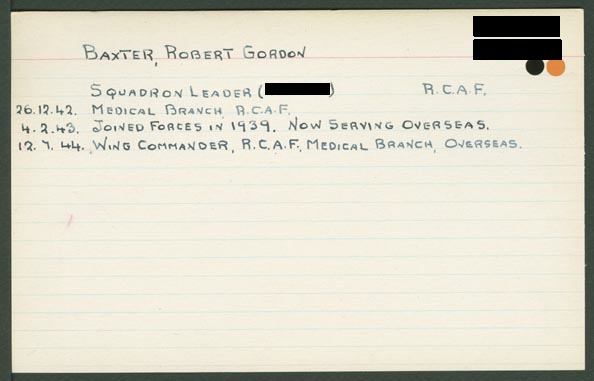 BAXTER, ROBERT GORDON
SQUADRON LEADER ( ) R.C.A.F.
26.12.42. MEDICAL BRANCH, R.C.A.F.
4.2.43. JOINED FORCES IN 1939. NOW SERVING OVERSEAS.
12.7.44. WING COMMANDER, R.C.A.F., MEDICAL BRANCH, OVERSEAS.